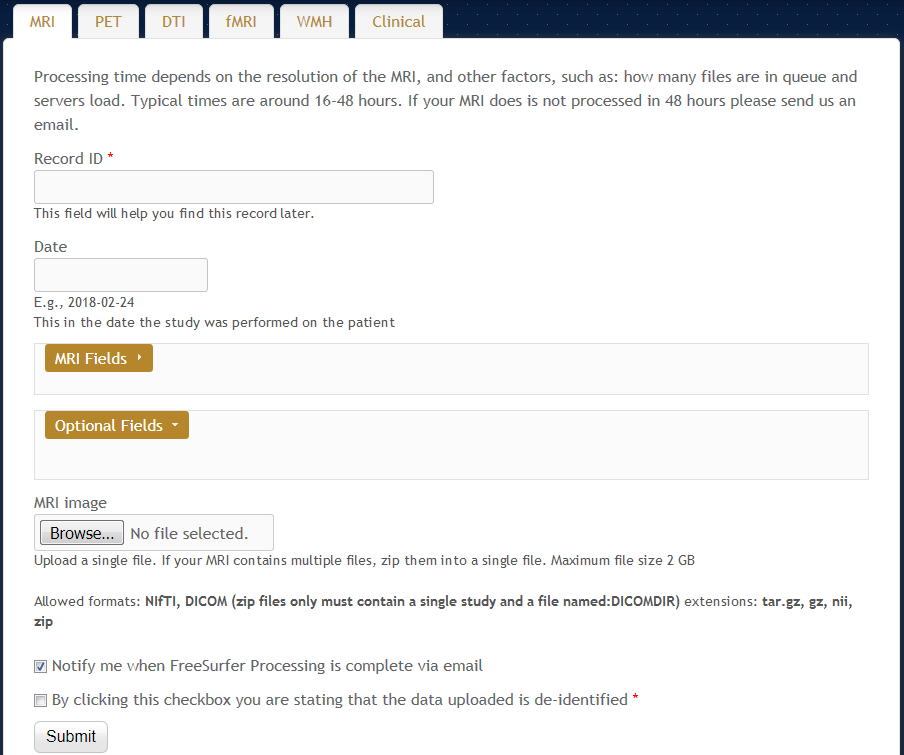 MRI PET DTI fMRI WMH Clinical
Processing time depends on the resolution of the MRI, and other factors, such as: how many files are in queue and
servers load. Typical times are around 16-48 hours. If your MRI does is not processed in 48 hours please send us an
email.
Record ID *
This field will help you find this record later.
Date
E.g., 2018-02-24
This in the date the study was performed on the patient
MRI Fields
Optional Fields
MRI image
Browse... No file selected.
Upload a single file. If your MRI contains multiple files, zip them into a single file. Maximum file size 2 GB
Allowed formats: NIfTI, DICOM (zip files only must contain a single study and a file named:DICOMDIR) extensions: tar.gz, gz, nii,
zip
Notify me when FreeSurfer Processing is complete via email
By clicking this checkbox you are stating that the data uploaded is de-identified *
Submit